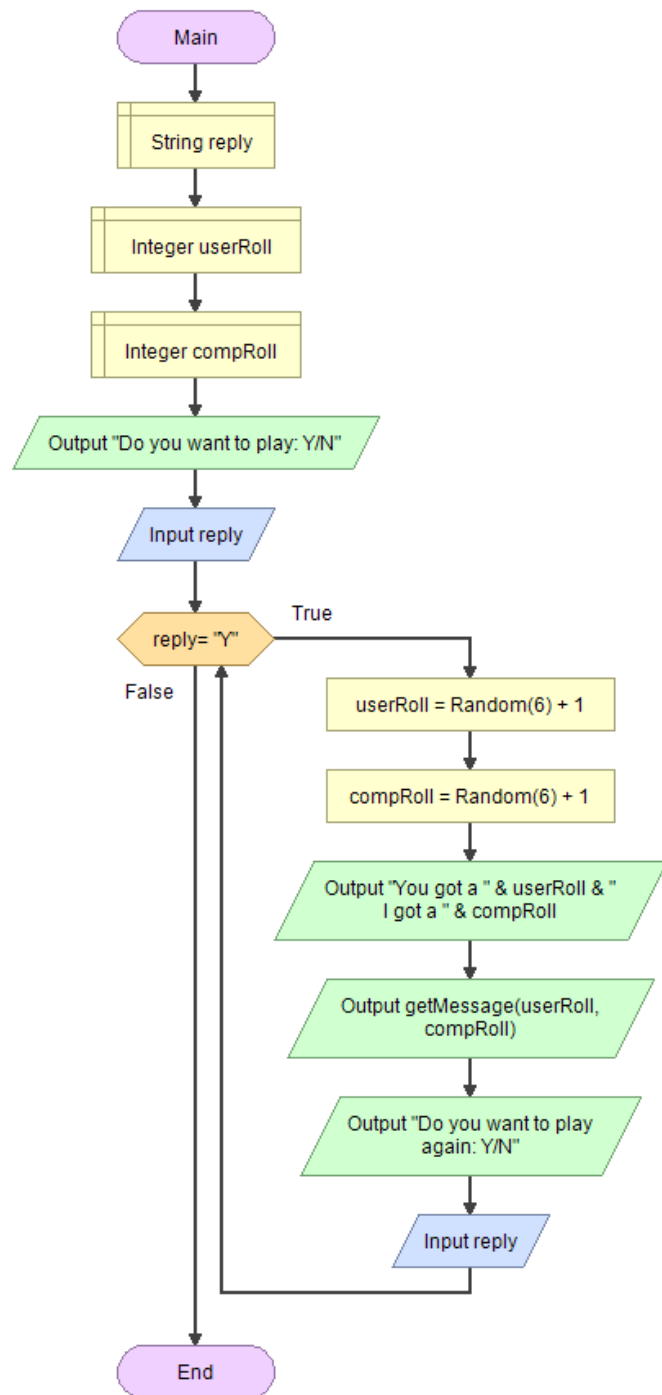 Main
String reply
Integer userRoll
Integer compRoll
Output "Do you want to play: Y/N"
Input reply
reply= "Y"
True
False
userRoll = Random(6) + 1
compRoll = Random(6) + 1
Output "You got a " & userRoll & "
I got a " & compRoll
Output getMessage(userRoll,
compRoll)
Output "Do you want to play
again: Y/N"
Input reply
End